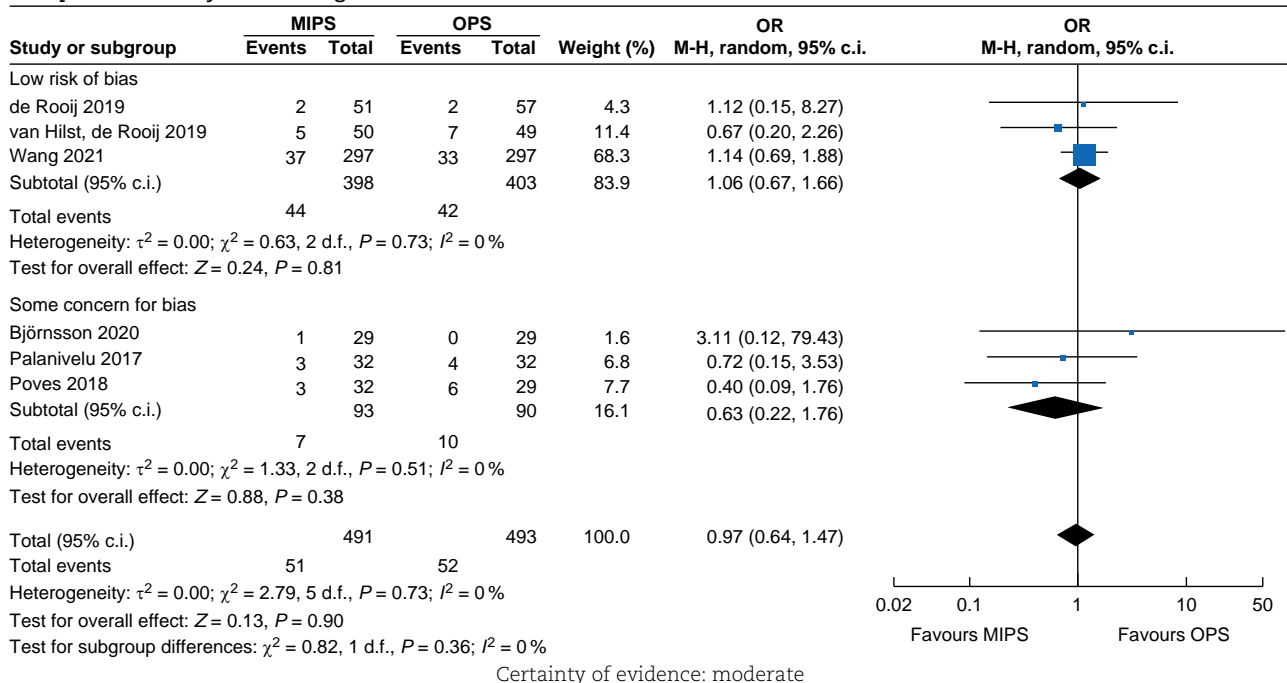 MIPS OPS OR OR
Study or subgroup Events Total Events Total Weight (%) M-H, random, 95% c.i. M-H, random, 95% c.i.
Low risk of bias
de Rooij 2019 2 51 2 57 4.3 1.12 (0.15, 8.27)
van Hilst, de Rooij 2019 5 50 7 49 11.4 0.67 (0.20, 2.26)
Wang 2021 37 297 33 297 68.3 1.14 (0.69, 1.88)
Subtotal (95% c.i.) 398 403 83.9 1.06 (0.67, 1.66)
Total events 44 42
Heterogeneity: τ² = 0.00; χ² = 0.63, 2 d.f., P = 0.73; I² = 0 %
Test for overall effect: Z = 0.24, P = 0.81
Some concern for bias
Björnsson 2020 1 29 0 29 1.6 3.11 (0.12, 79.43)
Palanivelu 2017 3 32 4 32 6.8 0.72 (0.15, 3.53)
Poves 2018 3 32 6 29 7.7 0.40 (0.09, 1.76)
Subtotal (95% c.i.) 93 90 16.1 0.63 (0.22, 1.76)
Total events 7 10
Heterogeneity: τ² = 0.00; χ² = 1.33, 2 d.f., P = 0.51; I² = 0 %
Test for overall effect: Z = 0.88, P = 0.38
Total (95% c.i.) 491 493 100.0 0.97 (0.64, 1.47)
Total events 51 52
Heterogeneity: τ² = 0.00; χ² = 2.79, 5 d.f., P = 0.73; I² = 0 %
Test for overall effect: Z = 0.13, P = 0.90
Test for subgroup differences: χ² = 0.82, 1 d.f., P = 0.36; I² = 0 %
0.02 0.1 1 10 50
Favours MIPS Favours OPS
Certainty of evidence: moderate